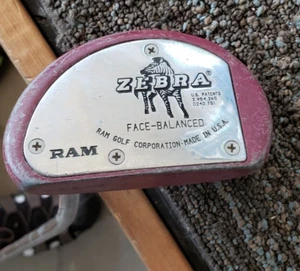 ZEBRA
U.S. PATENTS
FACE-BALANCED
RAM GOLF CORPORATION-MADE IN U.S.A.
RAM